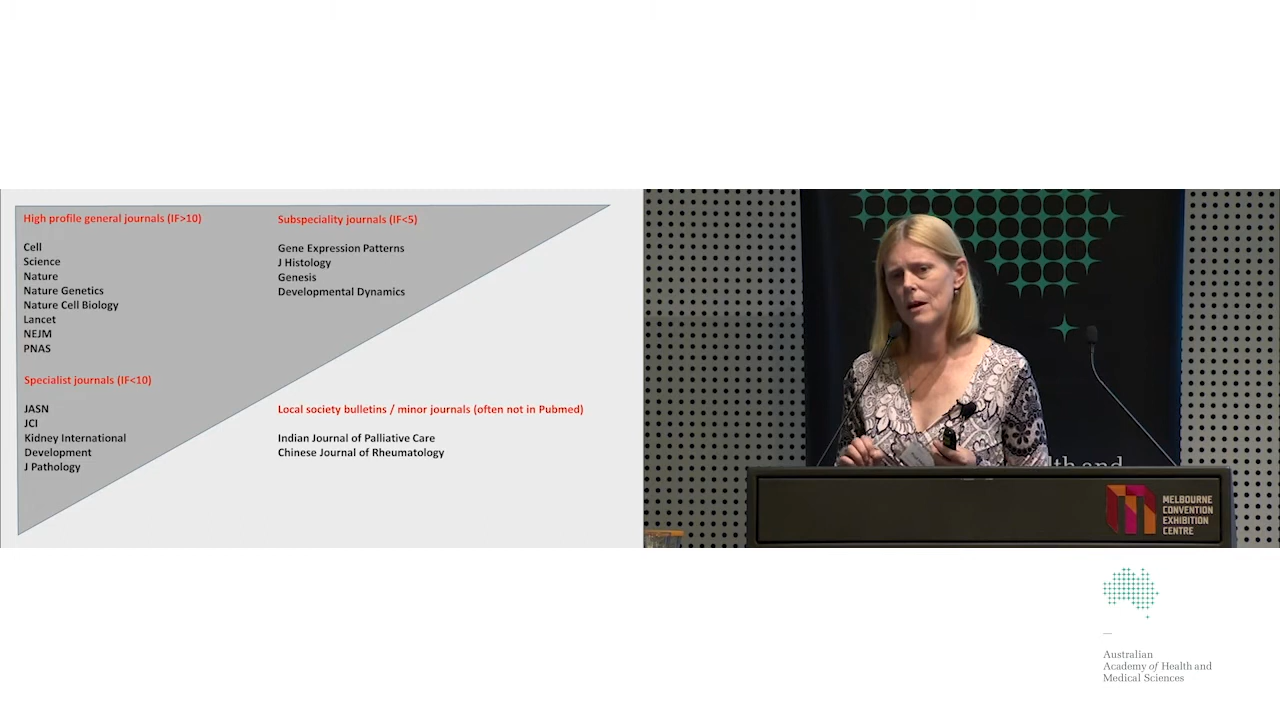 High profile general journals (IF>10)
Cell
Science
Nature
Nature Genetics
Nature Cell Biology
Lancet
NEJM
PNAS
Specialist journals (IF<10)
JASN
JCI
Kidney International
Development
J Pathology
Subspeciality journals (IF<5)
Gene Expression Patterns
J Histology
Genesis
Developmental Dynamics
Local society bulletins / minor journals (often not in Pubmed)
Indian Journal of Palliative Care
Chinese Journal of Rheumatology
lth and
MELBOURNE
CONVENTION
EXHIBITION
CENTRE
Australian
Academy of Health and
Medical Sciences